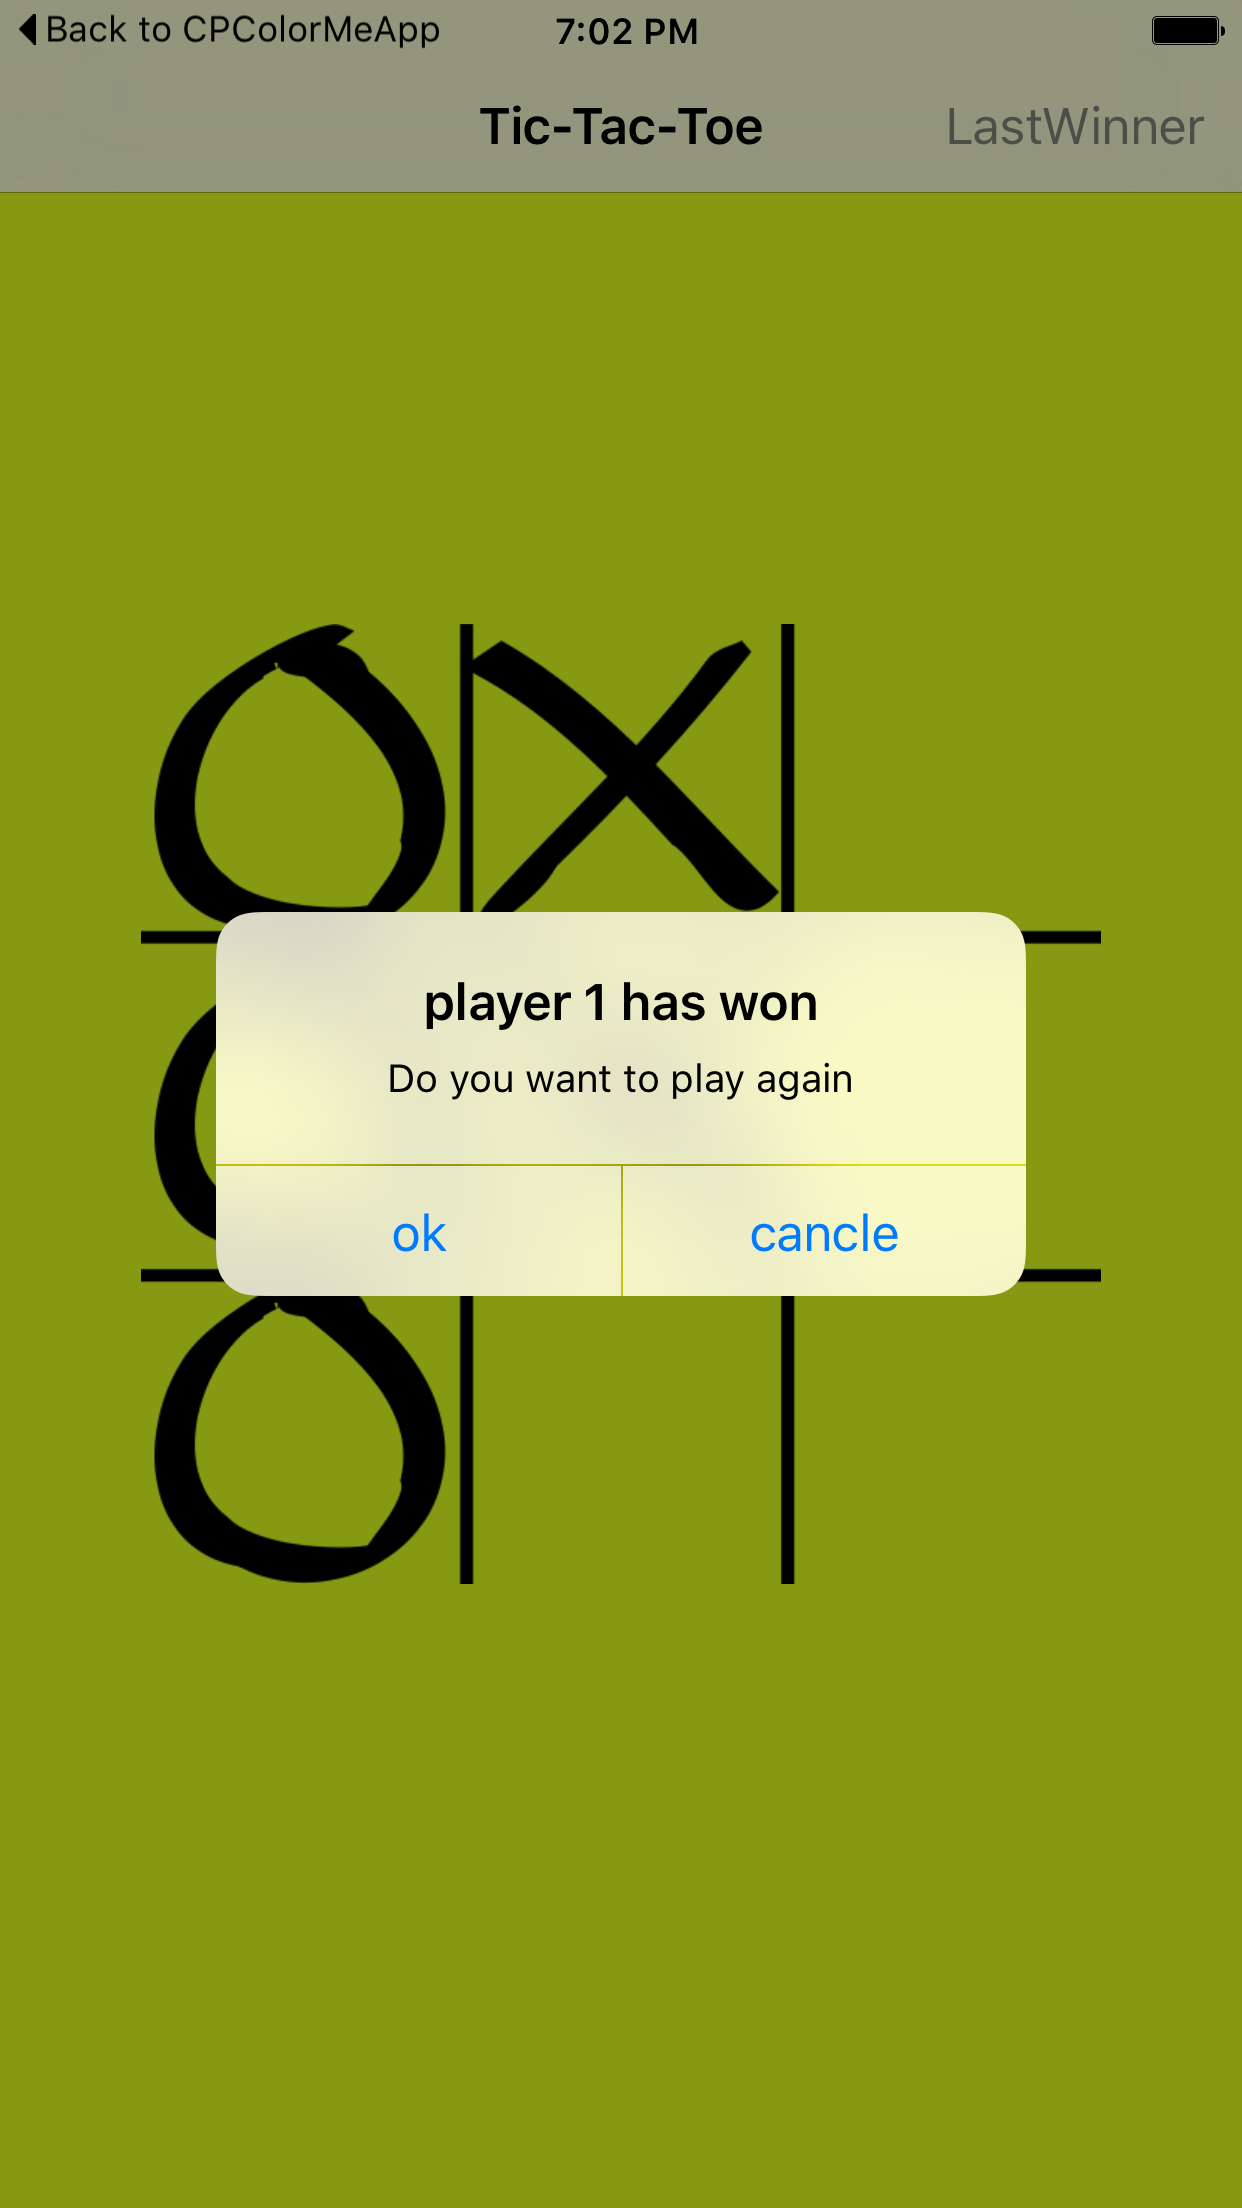 Back to CPColorMeApp 7:02 PM
Tic-Tac-Toe LastWinner
O X
player 1 has won
Do you want to play again
ok cancle
O